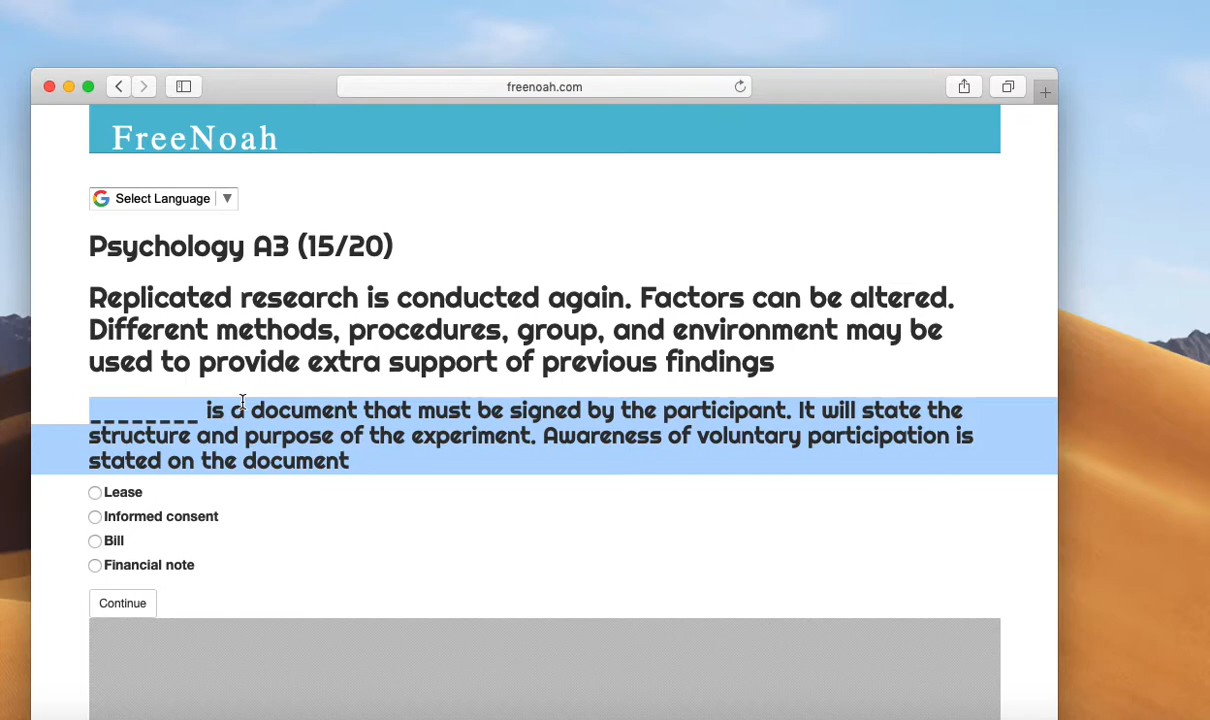 freenoah.com
FreeNoah
Select Language ▼
Psychology A3 (15/20)
Replicated research is conducted again. Factors can be altered.
Different methods, procedures, group, and environment may be
used to provide extra support of previous findings
________ is a document that must be signed by the participant. It will state the
structure and purpose of the experiment. Awareness of voluntary participation is
stated on the document
Lease
Informed consent
Bill
Financial note
Continue